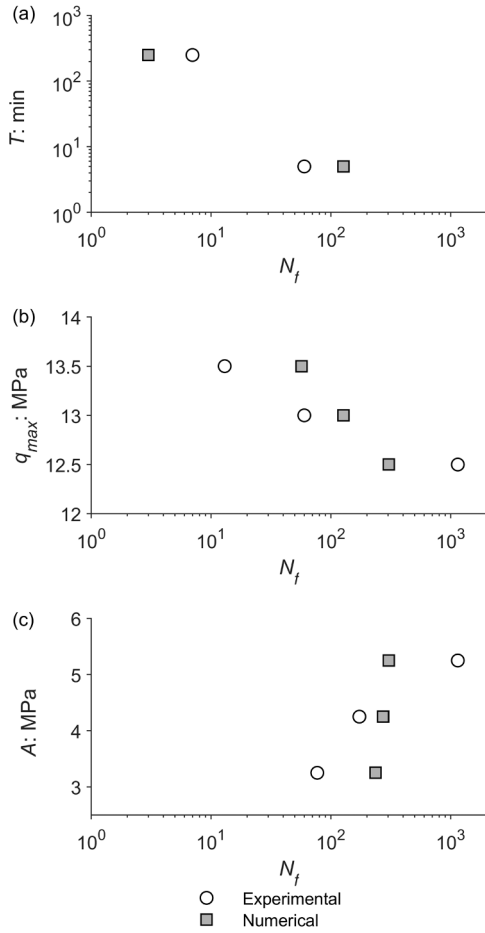 (a)
10³
10²
10¹
10⁰
T: min
10⁰ 10¹ 10² 10³
N_f
(b)
14
13.5
13
12.5
12
q_max: MPa
10⁰ 10¹ 10² 10³
N_f
(c)
6
5
4
3
A: MPa
10⁰ 10¹ 10² 10³
N_f
Experimental
Numerical